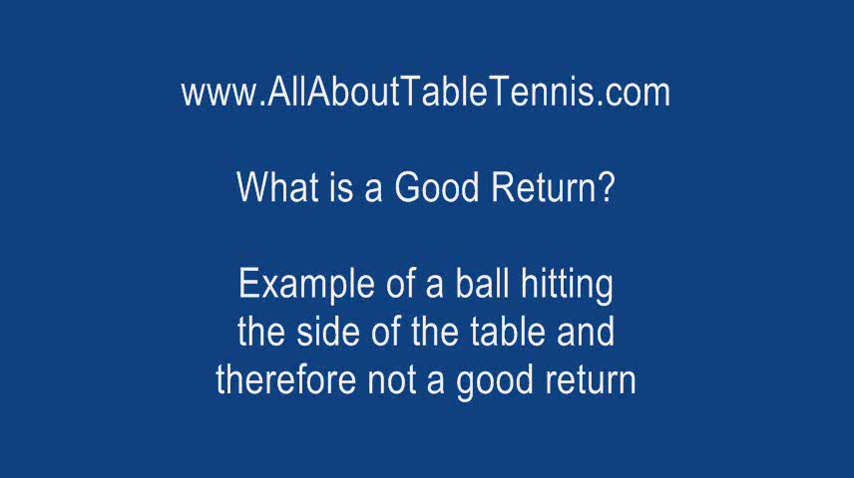 www.AllAboutTableTennis.com
What is a Good Return?
Example of a ball hitting
the side of the table and
therefore not a good return